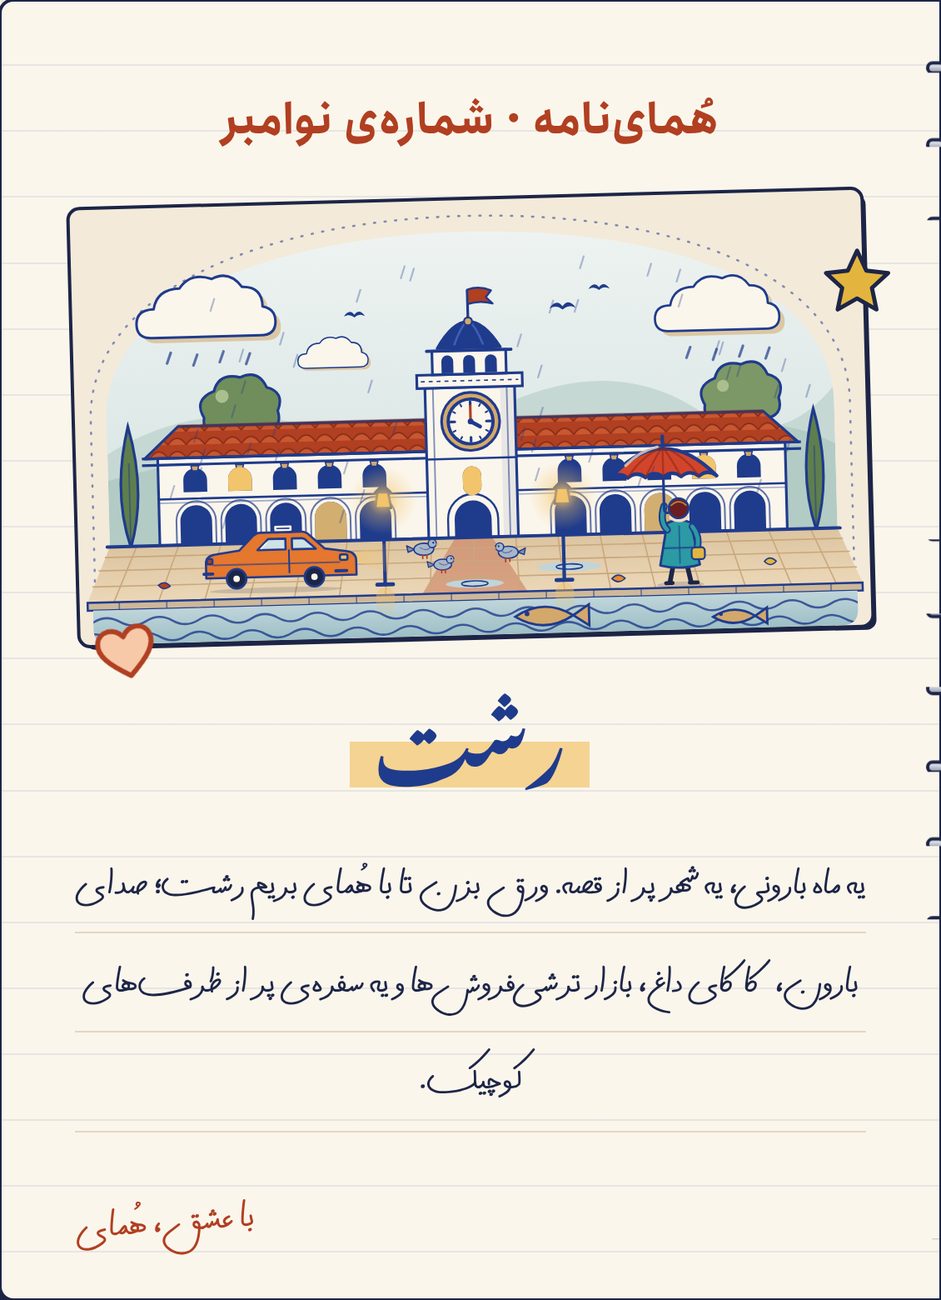 هُمای‌نامه • شماره‌ی نوامبر
رشت
یه ماه بارونی، یه شهر پر از قصه. ورق بزن تا با هُمای بریم رشت؛ صدای
بارون، کاکای داغ، بازار ترشی‌فروش‌ها و یه سفره‌ی پر از ظرف‌های
کوچیک.
با عشق، هُمای